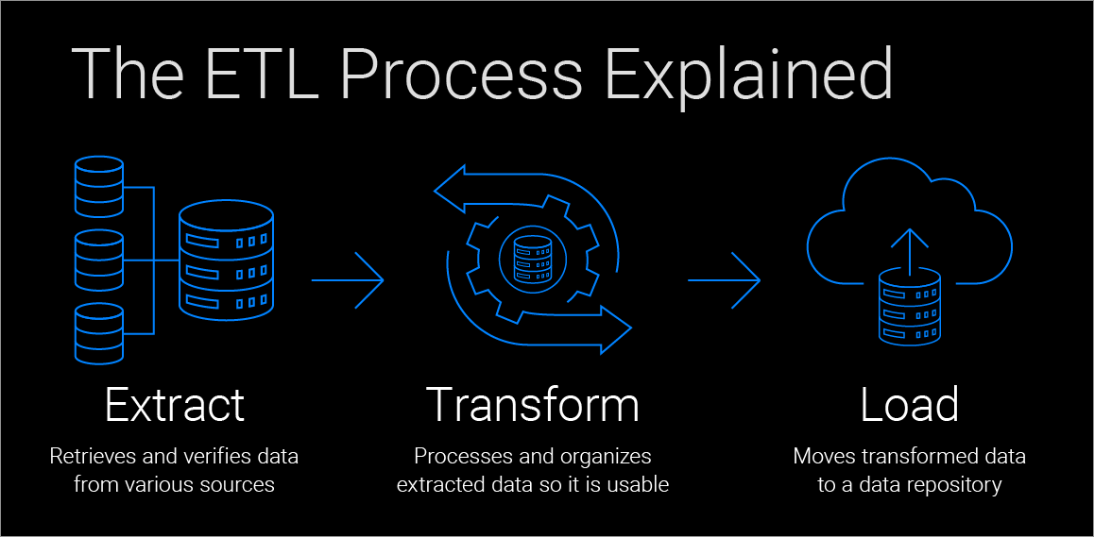 The ETL Process Explained
Extract
Retrieves and verifies data
from various sources
Transform
Processes and organizes
extracted data so it is usable
Load
Moves transformed data
to a data repository